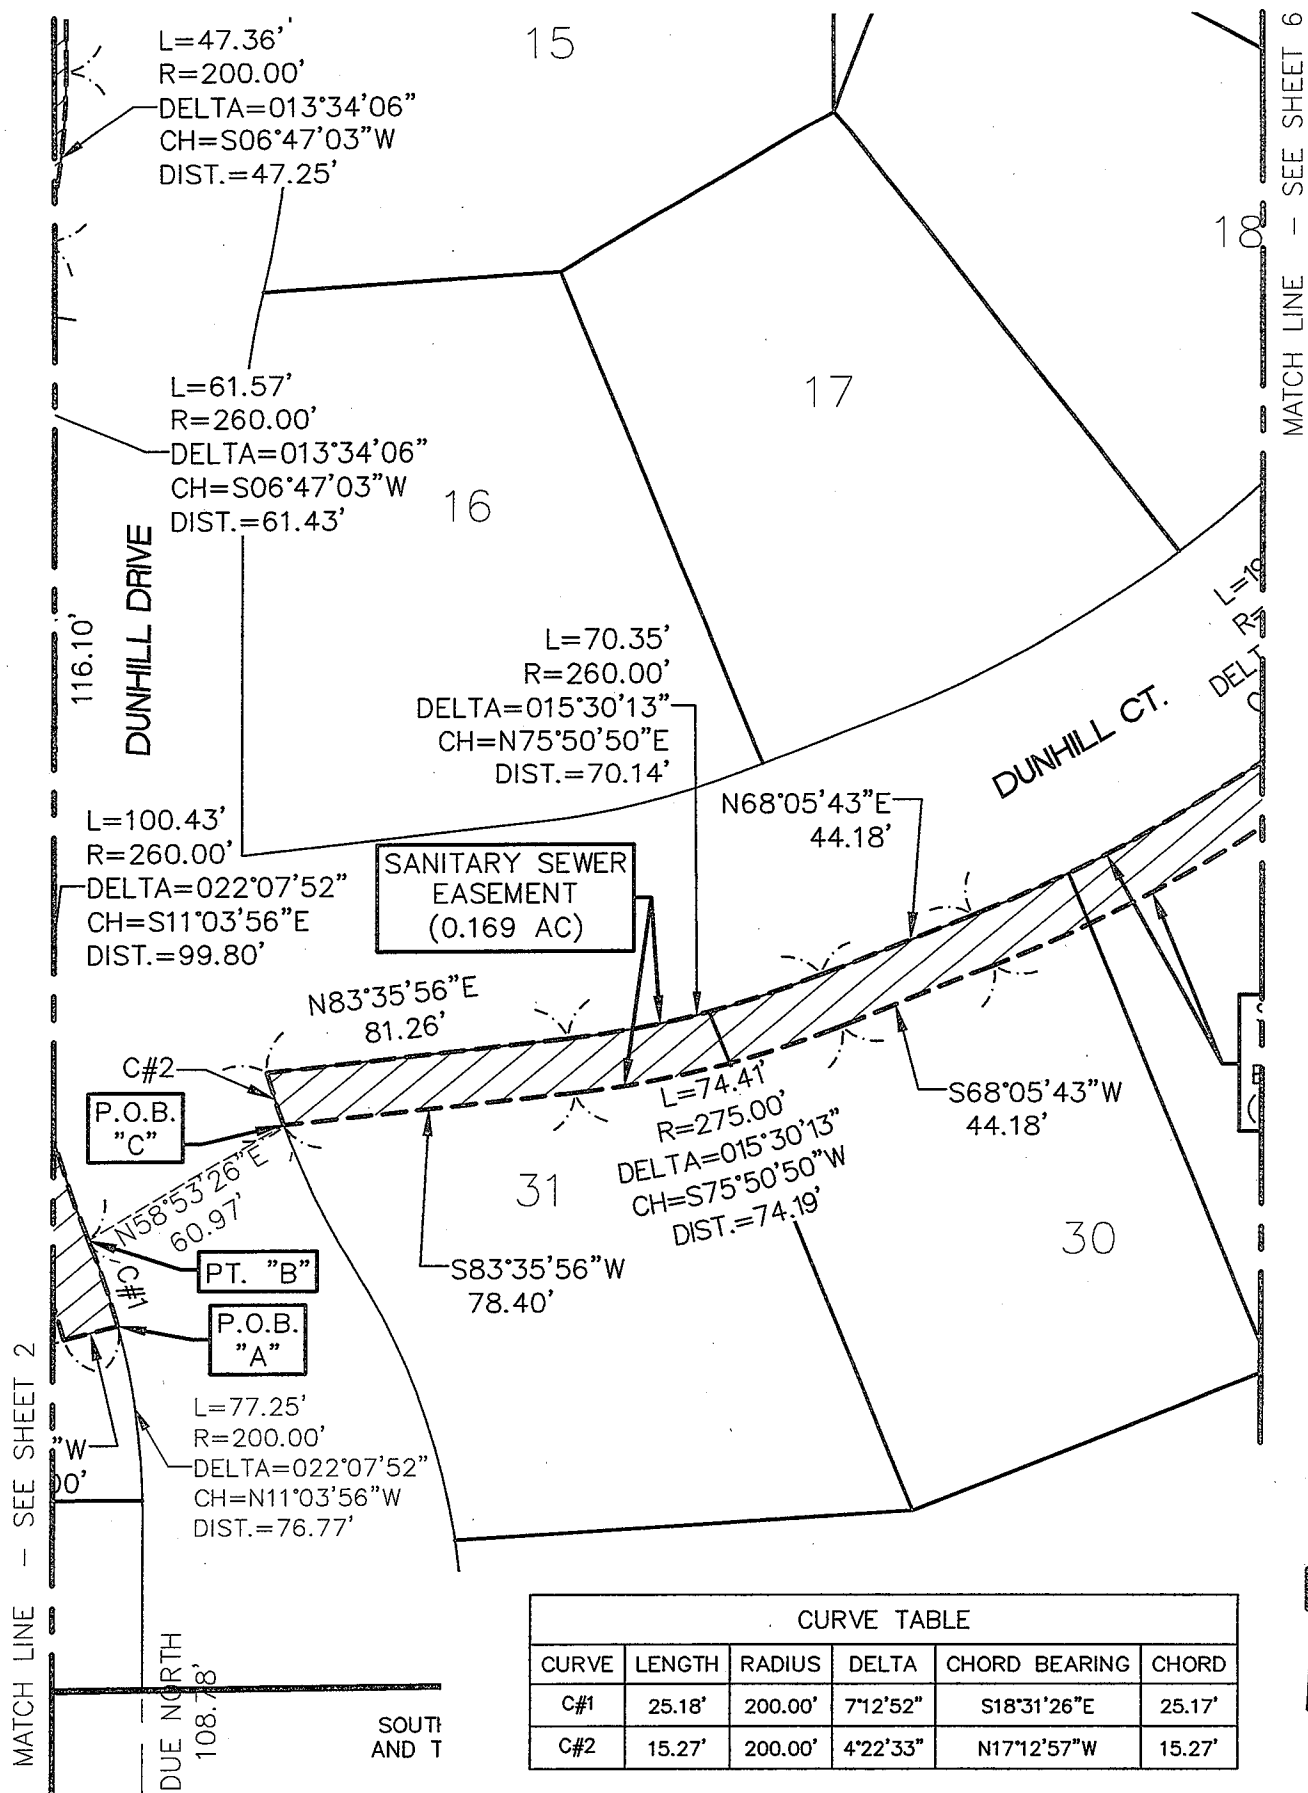 L=47.36'
R=200.00'
DELTA=013°34'06"
CH=S06°47'03"W
DIST.=47.25'
15
MATCH LINE - SEE SHEET 6
18
17
L=61.57'
R=260.00'
DELTA=013°34'06"
CH=S06°47'03"W
DIST.=61.43'
16
DUNHILL DRIVE
116.10'
L=70.35'
R=260.00'
DELTA=015°30'13"
CH=N75°50'50"E
DIST.=70.14'
L=19
R=
DELT
C
DUNHILL CT.
N68°05'43"E
44.18'
L=100.43'
R=260.00'
DELTA=022°07'52"
CH=S11°03'56"E
DIST.=99.80'
SANITARY SEWER
EASEMENT
(0.169 AC)
N83°35'56"E
81.26'
C#2
P.O.B.
"C"
L=74.41'
R=275.00'
DELTA=015°30'13"
CH=S75°50'50"W
DIST.=74.19'
S68°05'43"W
44.18'
31
30
N58°53'26"E
60.97'
PT. "B"
C#1
S83°35'56"W
78.40'
P.O.B.
"A"
L=77.25'
R=200.00'
DELTA=022°07'52"
CH=N11°03'56"W
DIST.=76.77'
"W
00'
MATCH LINE - SEE SHEET 2
DUE NORTH
108.78'
SOUTH
AND T
CURVE TABLE
CURVE LENGTH RADIUS DELTA CHORD BEARING CHORD
C#1 25.18' 200.00' 7°12'52" S18°31'26"E 25.17'
C#2 15.27' 200.00' 4°22'33" N17°12'57"W 15.27'